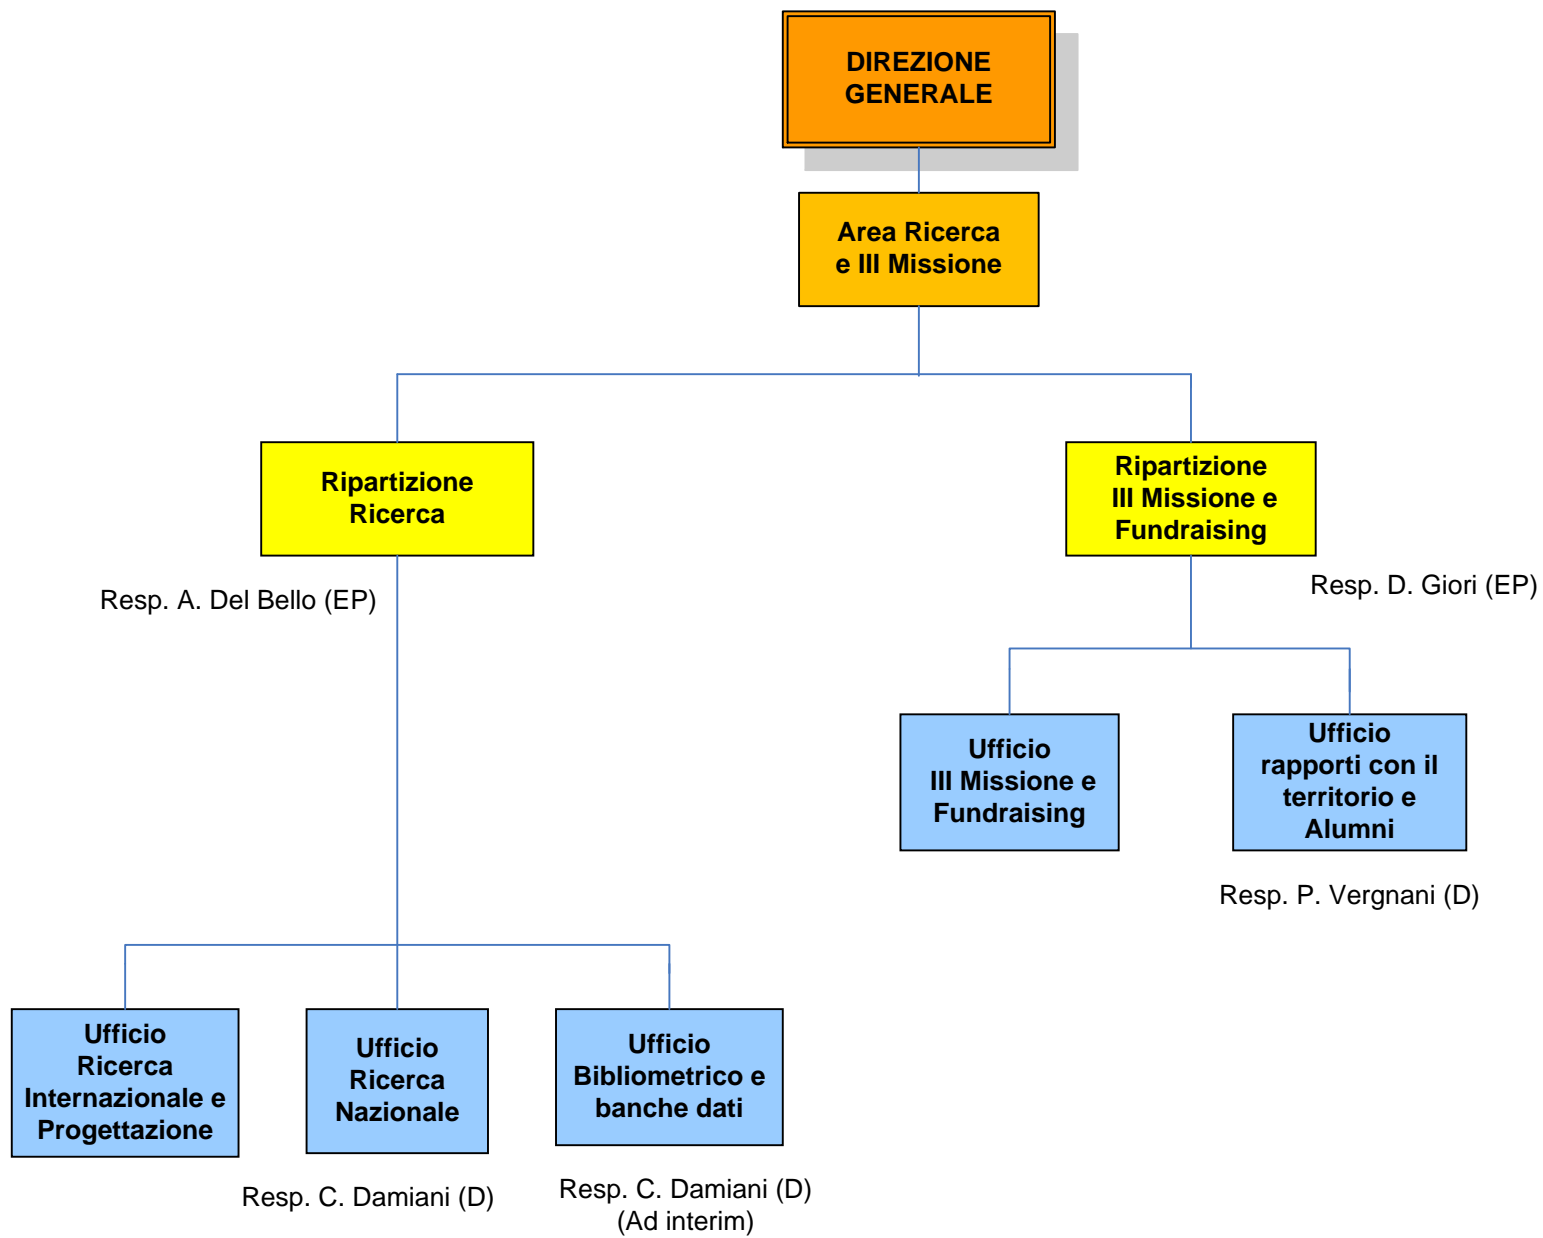 DIREZIONE
GENERALE
Area Ricerca
e III Missione
Ripartizione
Ricerca
Resp. A. Del Bello (EP)
Ripartizione
III Missione e
Fundraising
Resp. D. Giori (EP)
Ufficio
III Missione e
Fundraising
Ufficio
rapporti con il
territorio e
Alumni
Resp. P. Vergnani (D)
Ufficio
Ricerca
Internazionale e
Progettazione
Ufficio
Ricerca
Nazionale
Resp. C. Damiani (D)
Ufficio
Bibliometrico e
banche dati
Resp. C. Damiani (D)
(Ad interim)